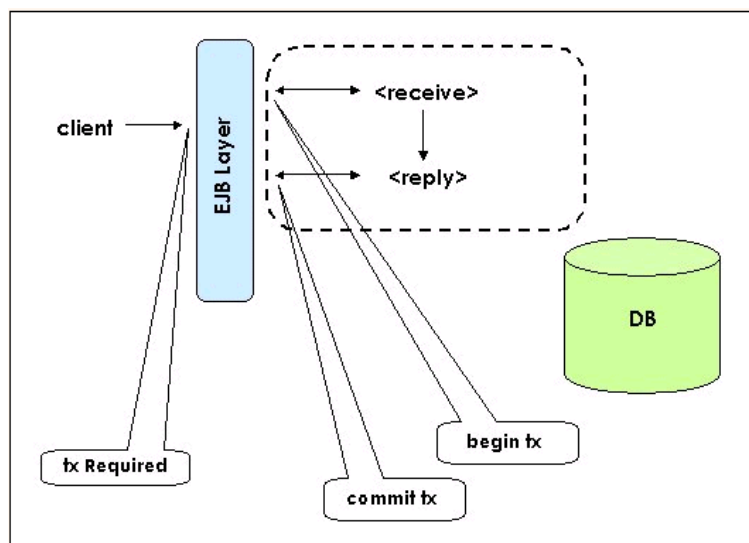 <receive>
client
EJB Layer
<reply>
DB
begin tx
tx Required
commit tx